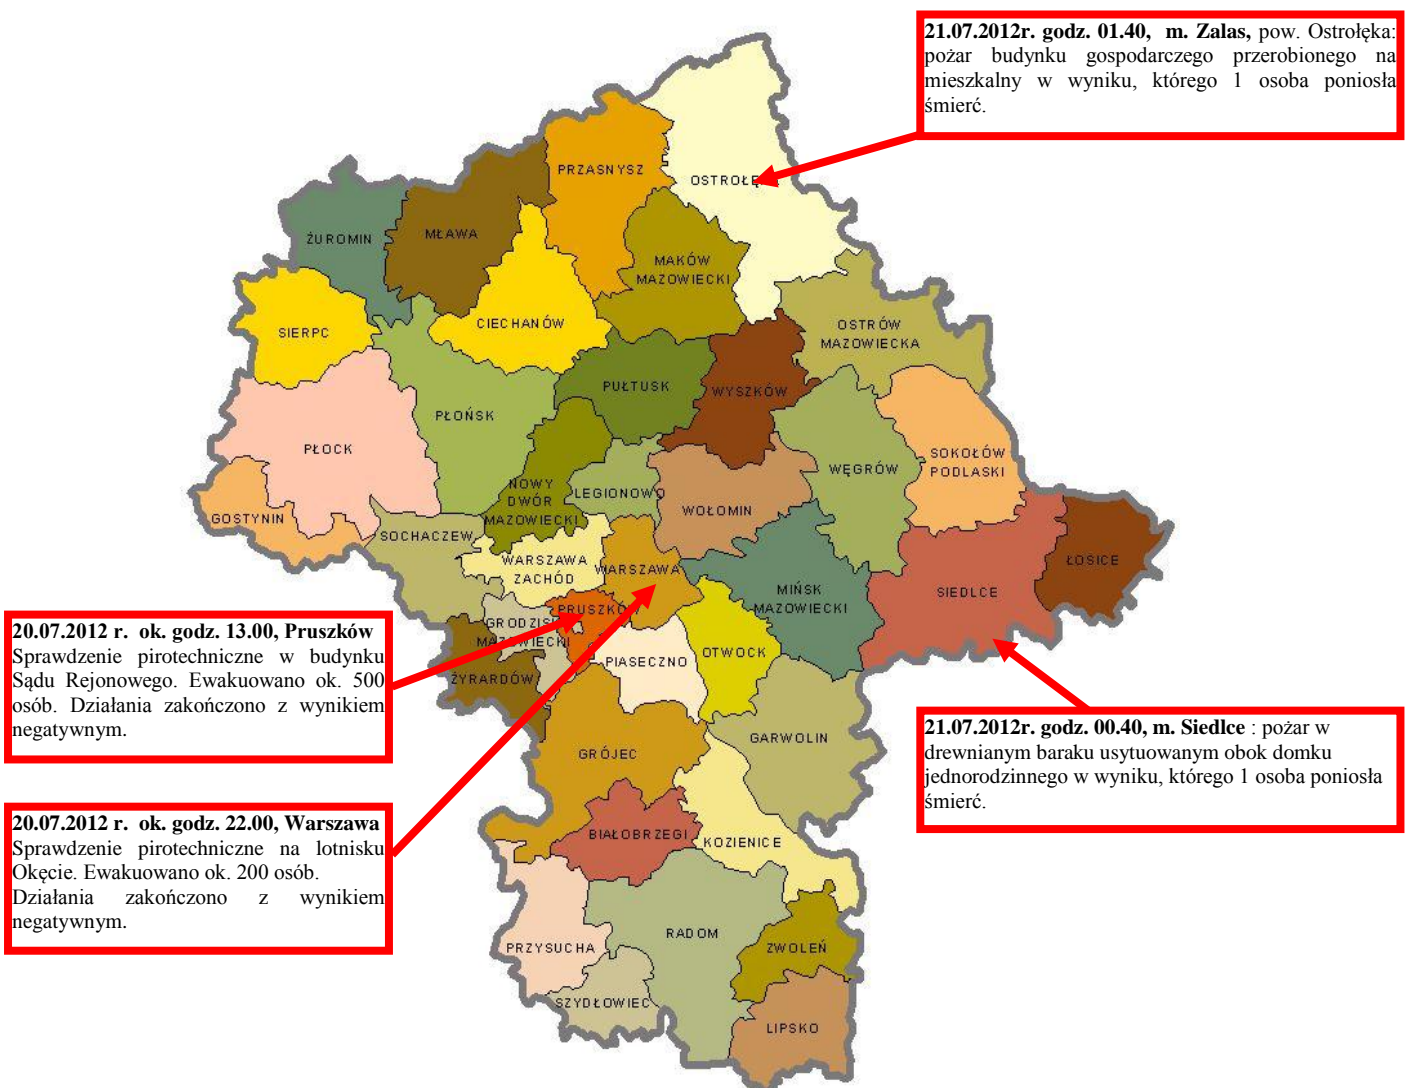 21.07.2012r. godz. 01.40, m. Zalas, pow. Ostrołęka:
pożar budynku gospodarczego przerobionego na
mieszkalny w wyniku, którego 1 osoba poniosła
śmierć.
PRZASNYSZ
OSTROŁĘ
ŻUROMIN
MŁAWA
MAKÓW
MAZOWIECKI
SIERPC
CIECHANÓW
OSTRÓW
MAZOWIECKA
PUŁTUSK
WYSZKÓW
PŁOŃSK
PŁOCK
WĘGRÓW
SOKOŁÓW
PODLASKI
NOWY
DWÓR
MAZOWIECKI
LEGIONOWO
WOŁOMIN
GOSTYNIN
SOCHACZEW
WARSZAWA
ZACHÓD
WARSZAWA
MIŃSK
MAZOWIECKI
SIEDLCE
ŁOSICE
PRUSZKÓW
GRODZISK
MAZOWIECKI
PIASECZNO
OTWOCK
ŻYRARDÓW
20.07.2012 r. ok. godz. 13.00, Pruszków
Sprawdzenie pirotechniczne w budynku
Sądu Rejonowego. Ewakuowano ok. 500
osób. Działania zakończono z wynikiem
negatywnym.
21.07.2012r. godz. 00.40, m. Siedlce : pożar w
drewnianym baraku usytuowanym obok domku
jednorodzinnego w wyniku, którego 1 osoba poniosła
śmierć.
GARWOLIN
GRÓJEC
20.07.2012 r. ok. godz. 22.00, Warszawa
Sprawdzenie pirotechniczne na lotnisku
Okęcie. Ewakuowano ok. 200 osób.
Działania zakończono z wynikiem
negatywnym.
BIAŁOBRZEGI
KOZIENICE
RADOM
PRZYSUCHA
ZWOLEŃ
SZYDŁOWIEC
LIPSKO